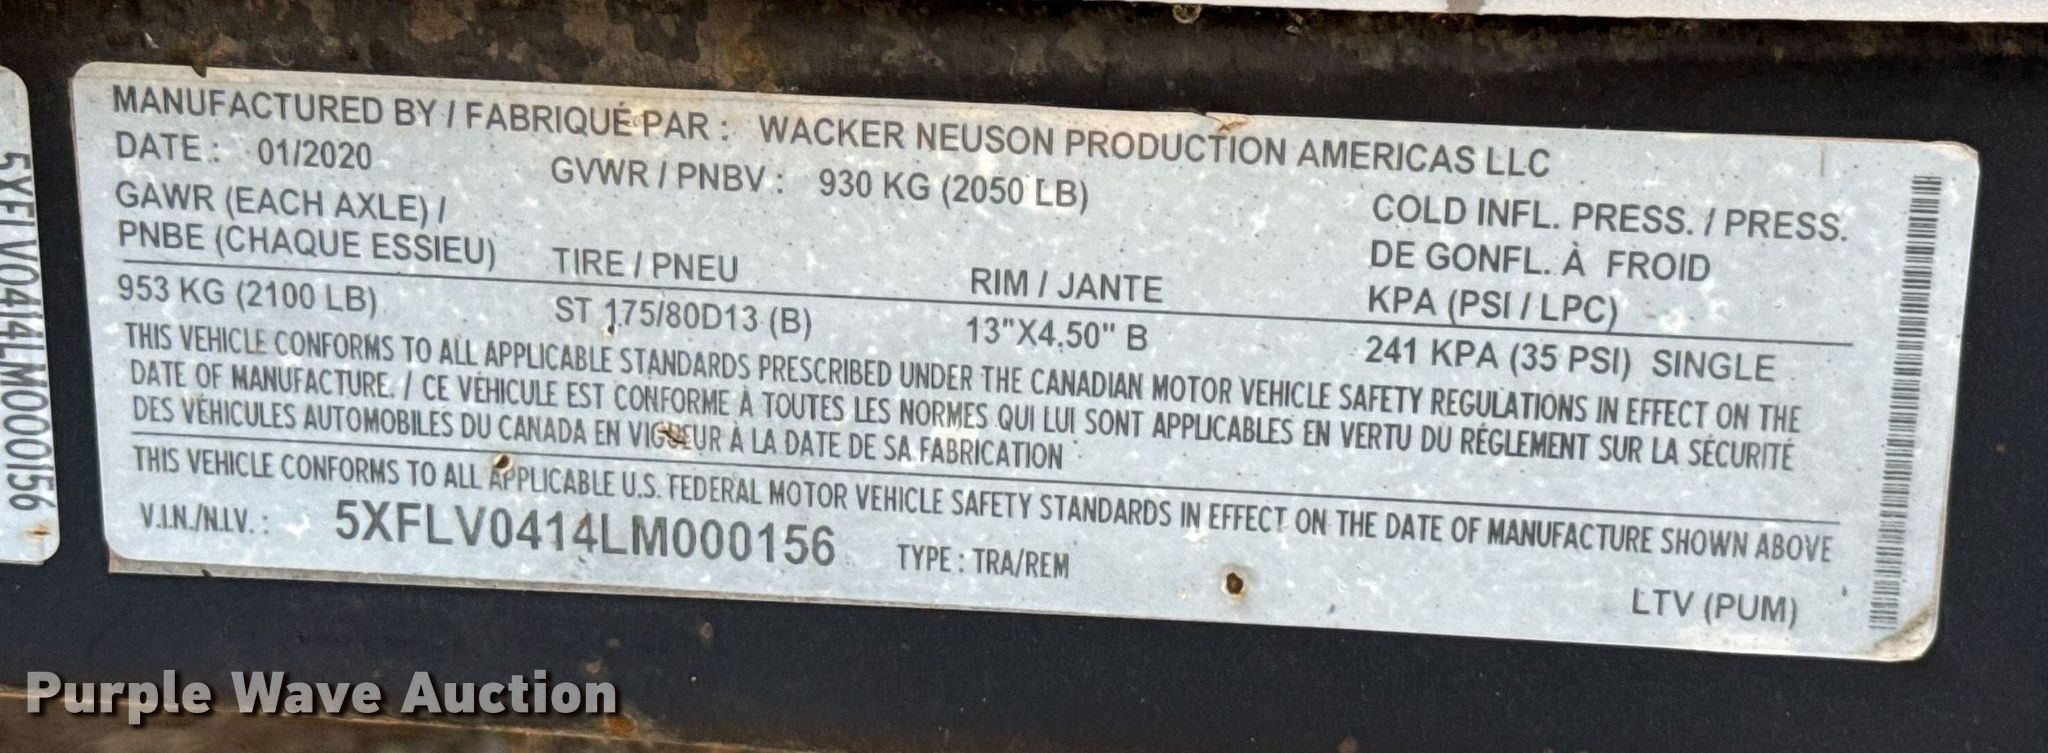 MANUFACTURED BY / FABRIQUÉ PAR : WACKER NEUSON PRODUCTION AMERICAS LLC
DATE : 01/2020 GVWR / PNBV : 930 KG (2050 LB)
GAWR (EACH AXLE) /
PNBE (CHAQUE ESSIEU) TIRE / PNEU RIM / JANTE COLD INFL. PRESS. / PRESS.
DE GONFL. À FROID
KPA (PSI / LPC)
953 KG (2100 LB) ST 175/80D13 (B) 13"X4.50" B 241 KPA (35 PSI) SINGLE
THIS VEHICLE CONFORMS TO ALL APPLICABLE STANDARDS PRESCRIBED UNDER THE CANADIAN MOTOR VEHICLE SAFETY REGULATIONS IN EFFECT ON THE
DATE OF MANUFACTURE. / CE VÉHICULE EST CONFORME À TOUTES LES NORMES QUI LUI SONT APPLICABLES EN VERTU DU RÉGLEMENT SUR LA SÉCURITÉ
DES VÉHICULES AUTOMOBILES DU CANADA EN VIGUEUR À LA DATE DE SA FABRICATION
THIS VEHICLE CONFORMS TO ALL APPLICABLE U.S. FEDERAL MOTOR VEHICLE SAFETY STANDARDS IN EFFECT ON THE DATE OF MANUFACTURE SHOWN ABOVE
V.I.N./N.I.V. : 5XFLV0414LM000156 TYPE : TRA/REM LTV (PUM)
5XFLV0414LM000156
Purple Wave Auction